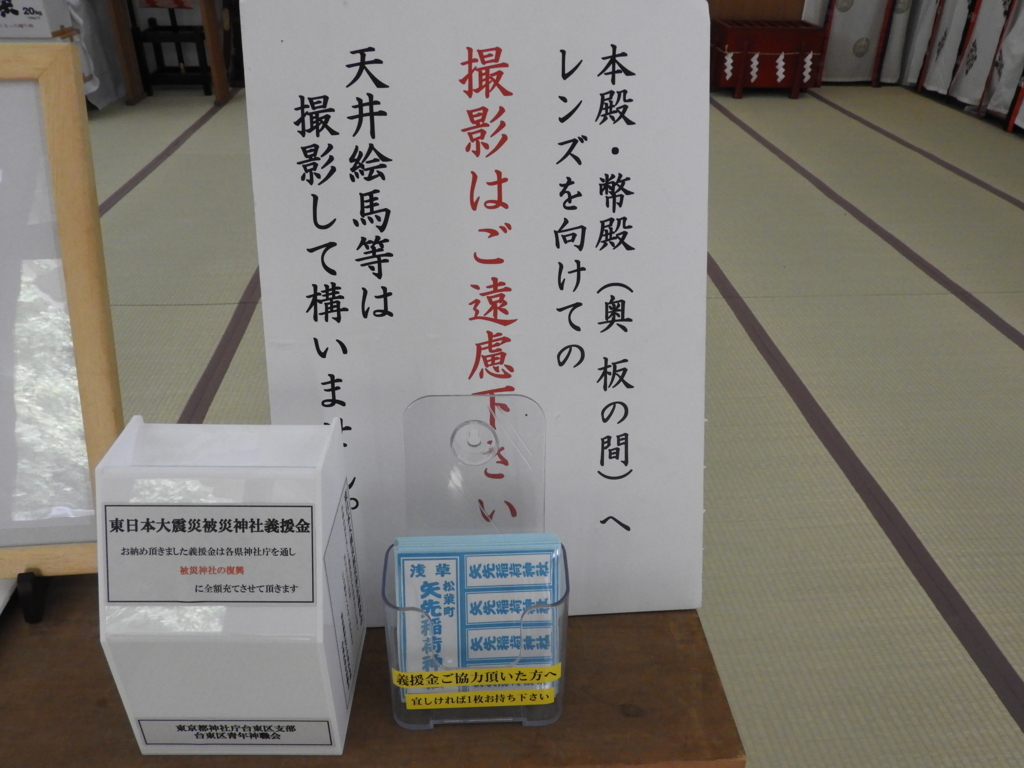 本殿・幣殿（奥 板の間）へ
レンズを向けての
撮影はご遠慮下さい
天井絵馬等は
撮影して構いません。
20kg
東日本大震災被災神社義援金
お納め頂きました義援金は各県神社庁を通し
被災神社の復興
に全額充てさせて頂きます
東京都神社庁台東区支部
台東区青年神職会
浅草
松葉町
矢先稲荷神
矢先稲荷神社
矢先稲荷神社
矢先稲荷神社
義援金ご協力頂いた方へ
宜しければ1枚お持ち下さい